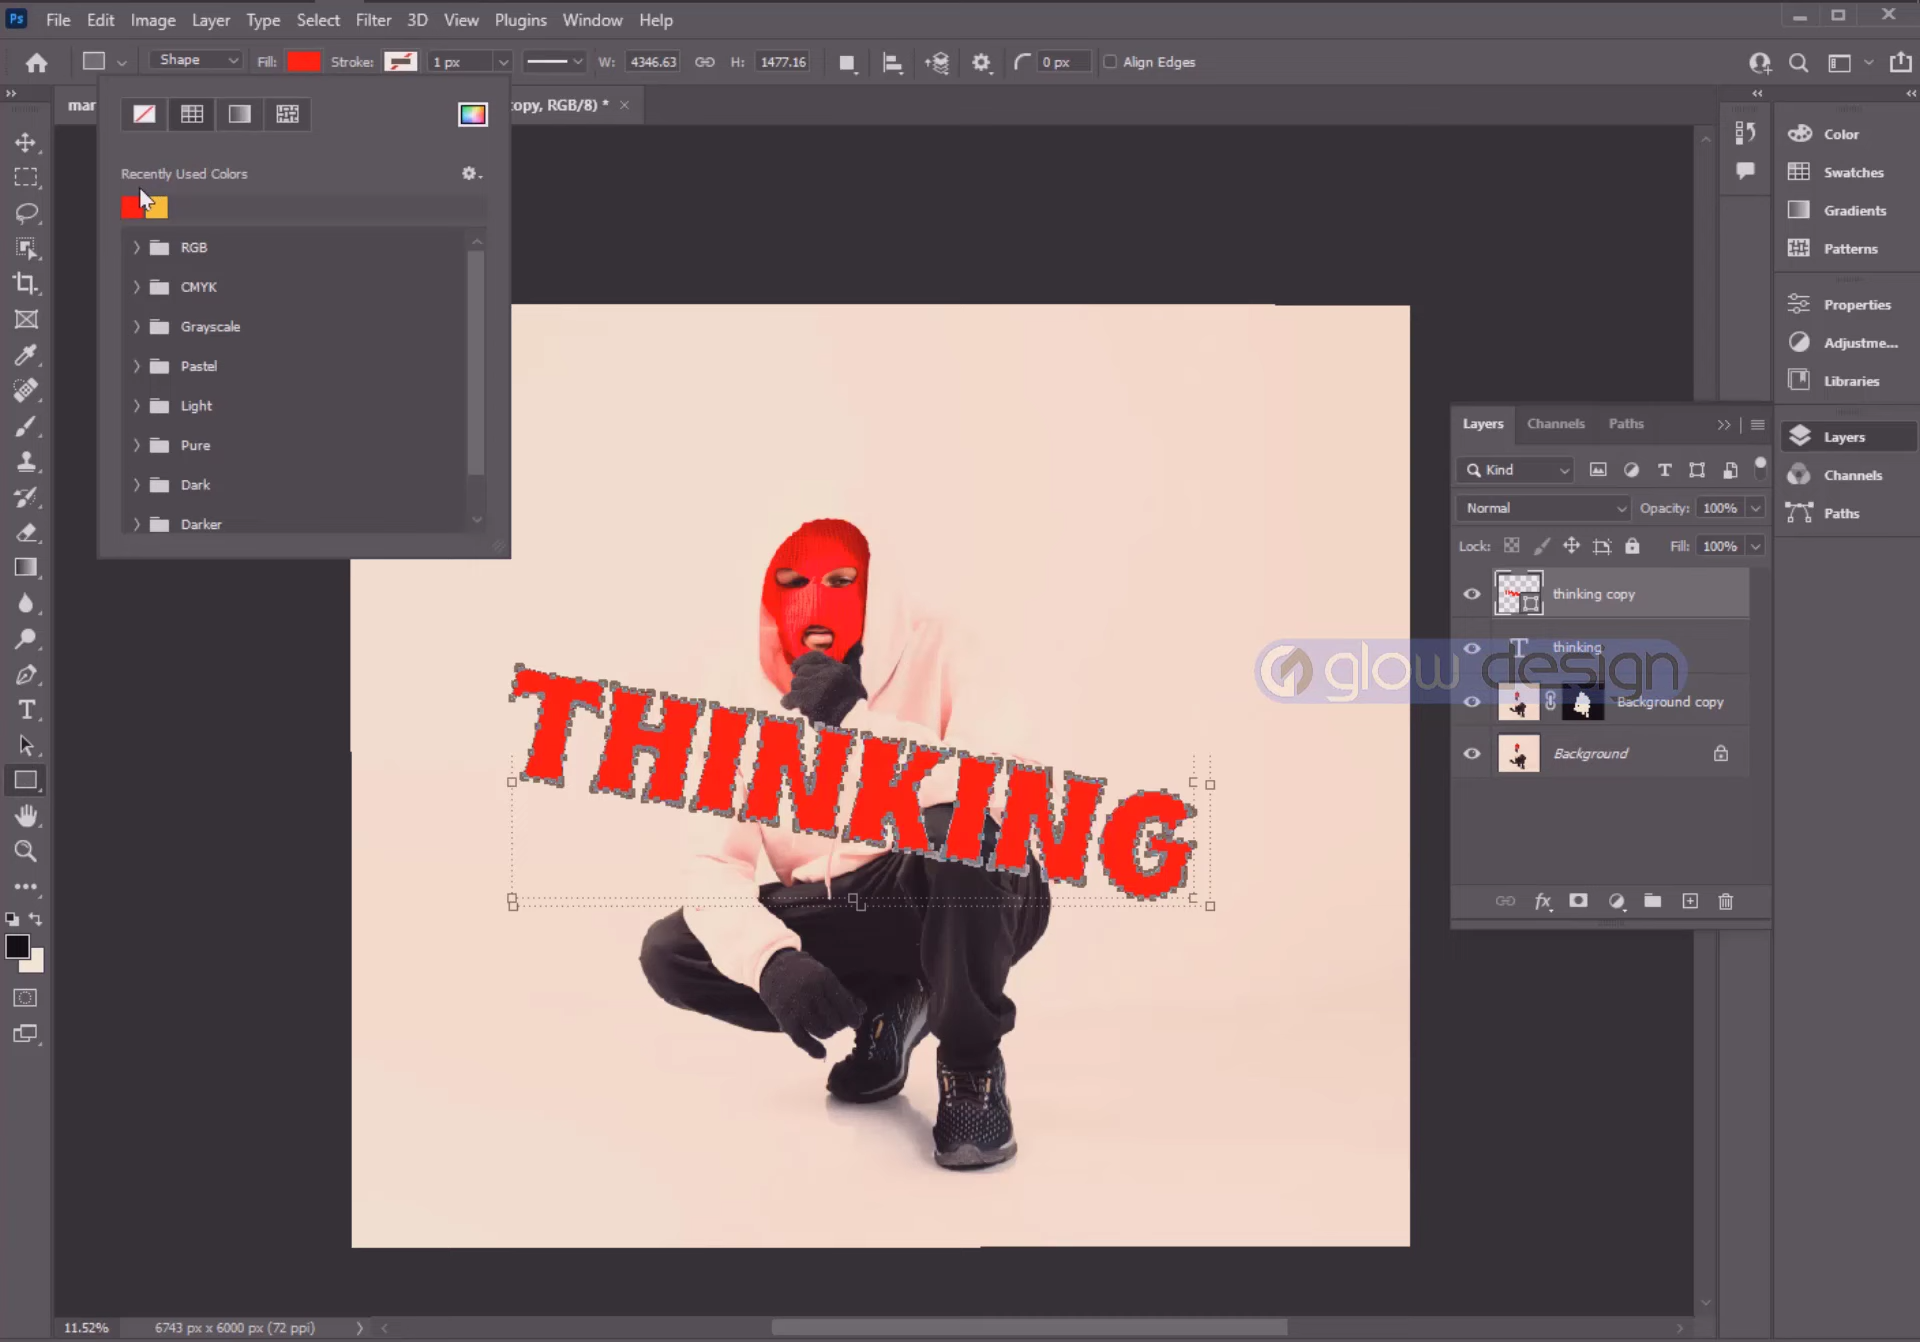 Ps File Edit Image Layer Type Select Filter 3D View Plugins Window Help
Shape Fill: Stroke: 1 px W: 4346.63 H: 1477.16 0 px Align Edges
mar
copy, RGB/8) *
Recently Used Colors
RGB
CMYK
Grayscale
Pastel
Light
Pure
Dark
Darker
THINKING
glow design
Layers Channels Paths
Kind
Normal Opacity: 100%
Lock: Fill: 100%
thinking copy
thinking
Background copy
Background
Color
Swatches
Gradients
Patterns
Properties
Adjustme...
Libraries
Layers
Channels
Paths
11.52% 6743 px x 6000 px (72 ppi)